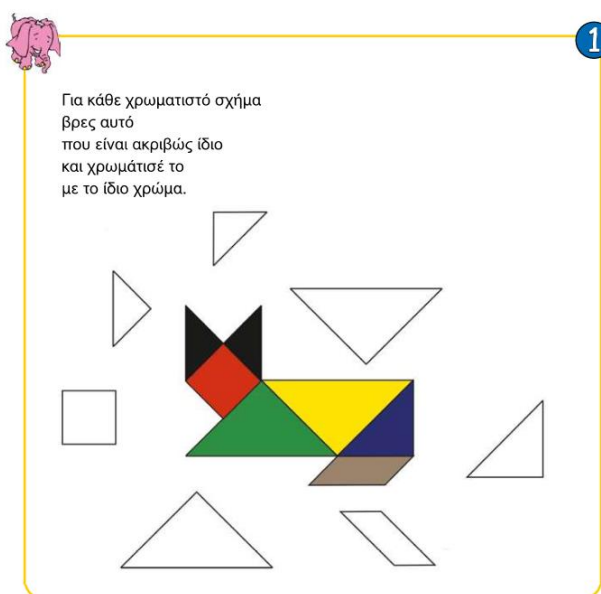 1
Για κάθε χρωματιστό σχήμα
βρες αυτό
που είναι ακριβώς ίδιο
και χρωμάτισέ το
με το ίδιο χρώμα.